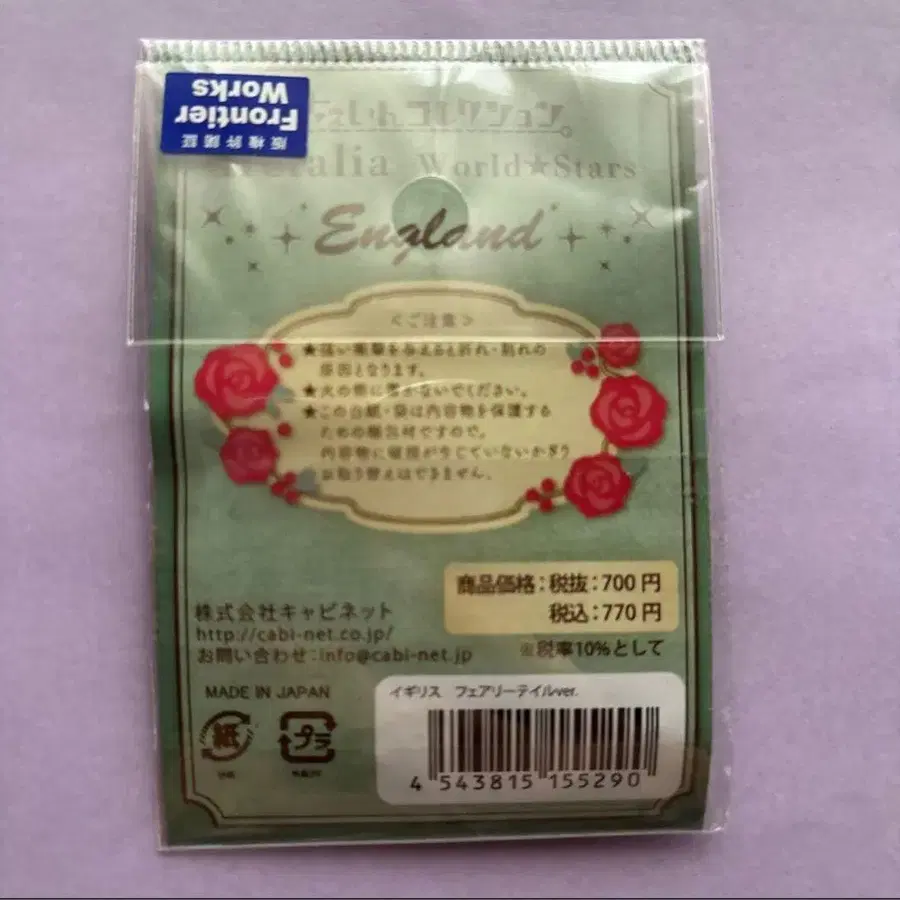 Frontier
Works
版権許諾証
コレクション
World★Stars
England
<ご注意>
★強い衝撃を与えると折れ・割れの
原因となります。
★火の側に置かないでください。
★この台紙・袋は内容物を保護する
ための梱包材ですので、
内容物に破損が生じていないかぎり
お取り替えはできません。
商品価格:税抜:700円
税込:770円
※税率10%として
株式会社キャビネット
http://cabi-net.co.jp/
お問い合わせ:info@cabi-net.jp
MADE IN JAPAN
イギリス フェアリーテイルver.
紙
プラ
4 543815 155290